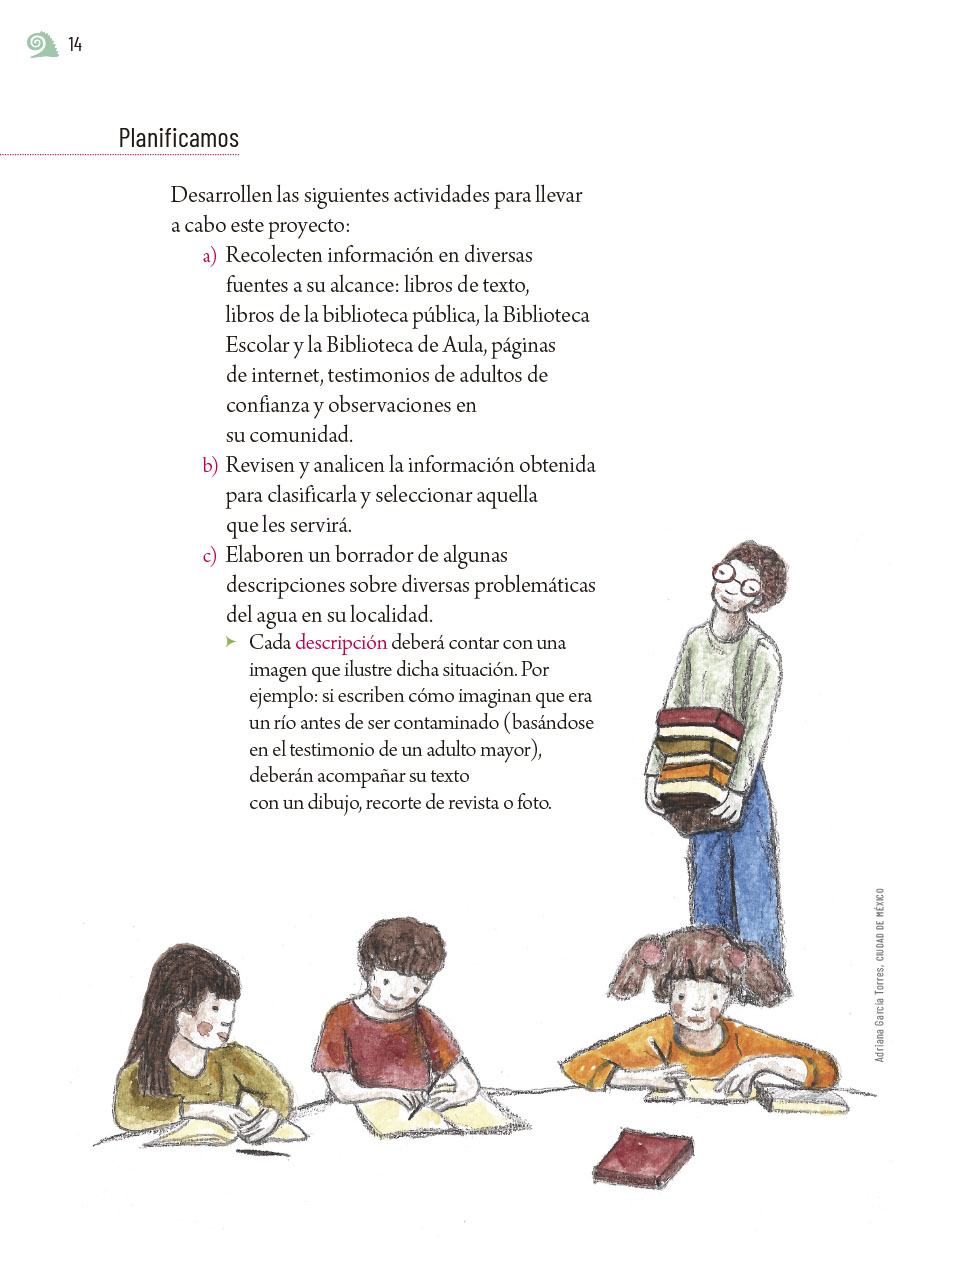 14
Planificamos
Desarrollen las siguientes actividades para llevar
a cabo este proyecto:
a) Recolecten información en diversas
fuentes a su alcance: libros de texto,
libros de la biblioteca pública, la Biblioteca
Escolar y la Biblioteca de Aula, páginas
de internet, testimonios de adultos de
confianza y observaciones en
su comunidad.
b) Revisen y analicen la información obtenida
para clasificarla y seleccionar aquella
que les servirá.
c) Elaboren un borrador de algunas
descripciones sobre diversas problemáticas
del agua en su localidad.
➤ Cada descripción deberá contar con una
imagen que ilustre dicha situación. Por
ejemplo: si escriben cómo imaginan que era
un río antes de ser contaminado (basándose
en el testimonio de un adulto mayor),
deberán acompañar su texto
con un dibujo, recorte de revista o foto.
Adriana García Torres, CIUDAD DE MÉXICO